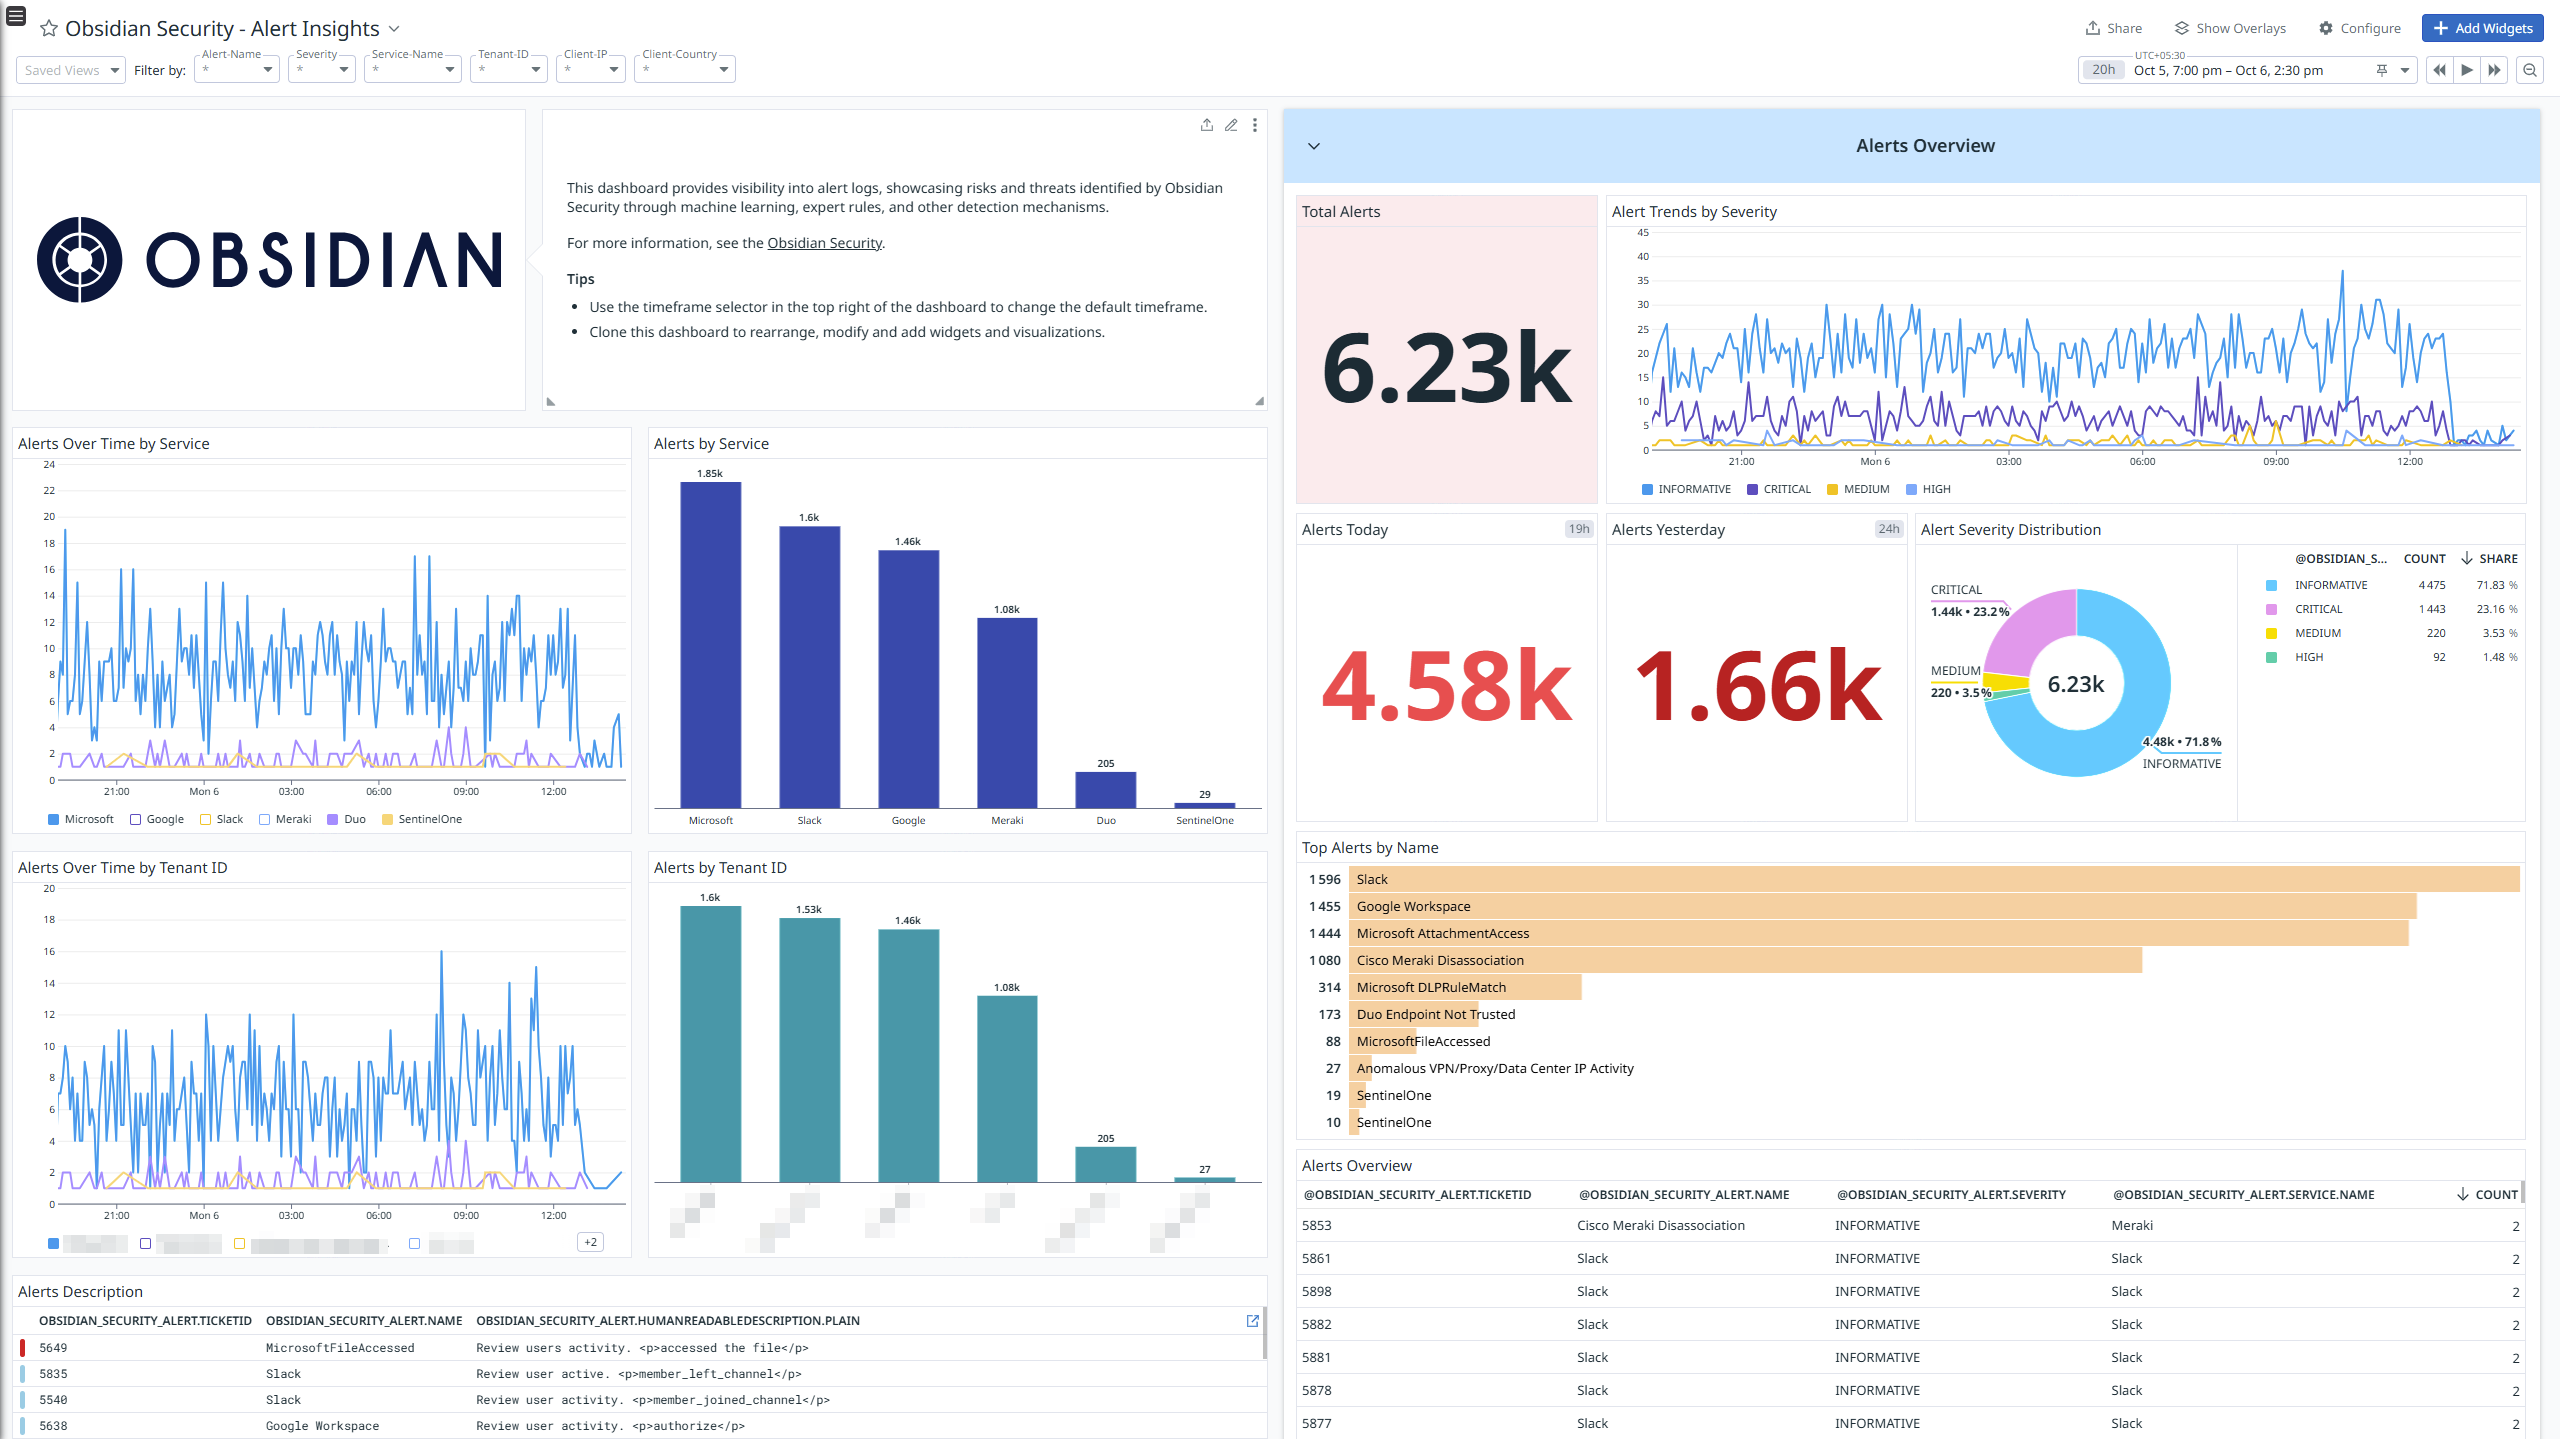 Obsidian Security - Alert Insights
Share
Show Overlays
Configure
Add Widgets
Saved Views
Filter by:
Alert-Name
*
Severity
*
Service-Name
*
Tenant-ID
*
Client-IP
*
Client-Country
*
UTC+05:30
20h
Oct 5, 7:00 pm – Oct 6, 2:30 pm
OBSIDIAN
This dashboard provides visibility into alert logs, showcasing risks and threats identified by Obsidian
Security through machine learning, expert rules, and other detection mechanisms.
For more information, see the Obsidian Security.
Tips
• Use the timeframe selector in the top right of the dashboard to change the default timeframe.
• Clone this dashboard to rearrange, modify and add widgets and visualizations.
Alerts Over Time by Service
24
22
20
18
16
14
12
10
8
6
4
2
0
21:00 Mon 6 03:00 06:00 09:00 12:00
Microsoft Google Slack Meraki Duo SentinelOne
Alerts by Service
1.85k
1.6k
1.46k
1.08k
205
29
Microsoft Slack Google Meraki Duo SentinelOne
Alerts Over Time by Tenant ID
20
18
16
14
12
10
8
6
4
2
0
21:00 Mon 6 03:00 06:00 09:00 12:00
+2
Alerts by Tenant ID
1.6k
1.53k
1.46k
1.08k
205
27
Alerts Description
OBSIDIAN_SECURITY_ALERT.TICKETID OBSIDIAN_SECURITY_ALERT.NAME OBSIDIAN_SECURITY_ALERT.HUMANREADABLEDESCRIPTION.PLAIN
5649 MicrosoftFileAccessed Review users activity. <p>accessed the file</p>
5835 Slack Review user active. <p>member_left_channel</p>
5540 Slack Review user activity. <p>member_joined_channel</p>
5638 Google Workspace Review user activity. <p>authorize</p>
Alerts Overview
Total Alerts
6.23k
Alert Trends by Severity
45
40
35
30
25
20
15
10
5
0
21:00 Mon 6 03:00 06:00 09:00 12:00
INFORMATIVE CRITICAL MEDIUM HIGH
Alerts Today 19h
4.58k
Alerts Yesterday 24h
1.66k
Alert Severity Distribution
CRITICAL
1.44k • 23.2%
MEDIUM
220 • 3.5%
6.23k
4.48k • 71.8%
INFORMATIVE
@OBSIDIAN_S... COUNT SHARE
INFORMATIVE 4 475 71.83 %
CRITICAL 1 443 23.16 %
MEDIUM 220 3.53 %
HIGH 92 1.48 %
Top Alerts by Name
1 596 Slack
1 455 Google Workspace
1 444 Microsoft AttachmentAccess
1 080 Cisco Meraki Disassociation
314 Microsoft DLPRuleMatch
173 Duo Endpoint Not Trusted
88 MicrosoftFileAccessed
27 Anomalous VPN/Proxy/Data Center IP Activity
19 SentinelOne
10 SentinelOne
Alerts Overview
@OBSIDIAN_SECURITY_ALERT.TICKETID @OBSIDIAN_SECURITY_ALERT.NAME @OBSIDIAN_SECURITY_ALERT.SEVERITY @OBSIDIAN_SECURITY_ALERT.SERVICE.NAME COUNT
5853 Cisco Meraki Disassociation INFORMATIVE Meraki 2
5861 Slack INFORMATIVE Slack 2
5898 Slack INFORMATIVE Slack 2
5882 Slack INFORMATIVE Slack 2
5881 Slack INFORMATIVE Slack 2
5878 Slack INFORMATIVE Slack 2
5877 Slack INFORMATIVE Slack 2